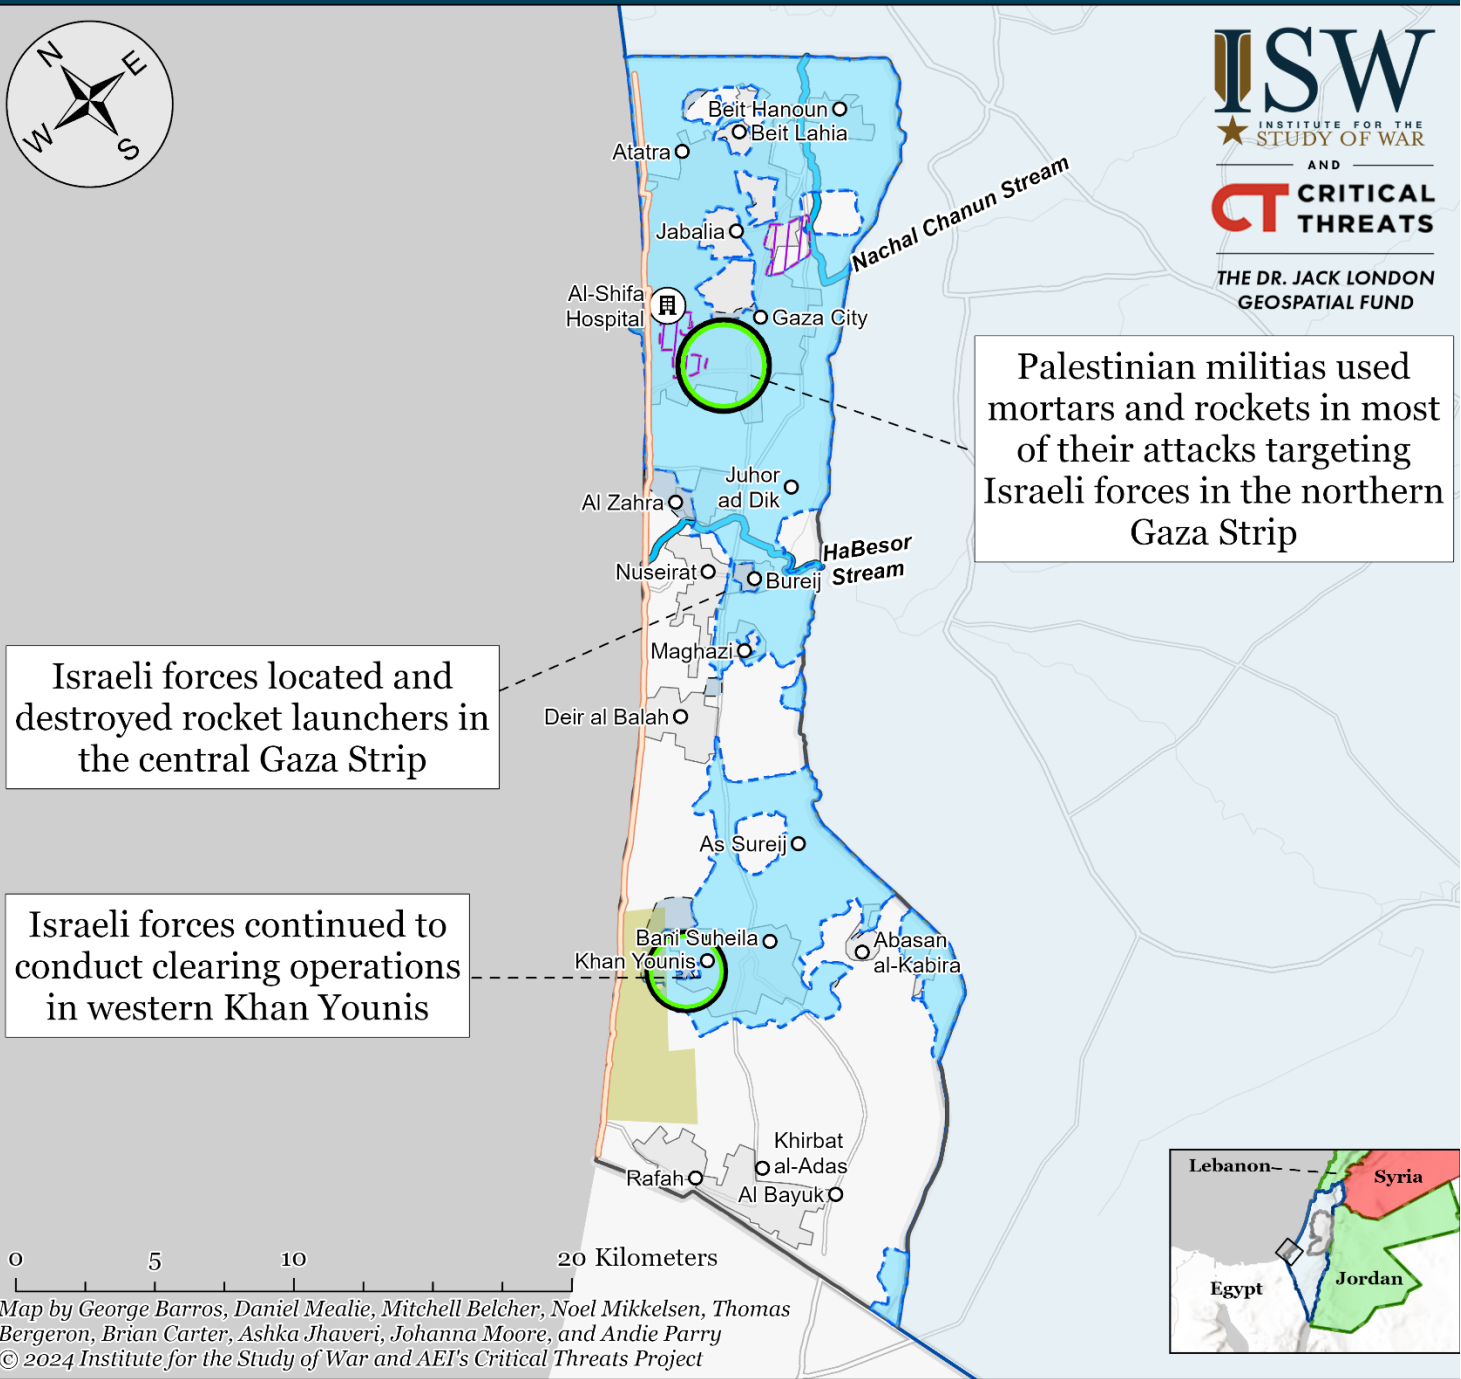 N
E
W
S
ISW
INSTITUTE FOR THE
STUDY OF WAR
AND
CT CRITICAL
THREATS
THE DR. JACK LONDON
GEOSPATIAL FUND
Beit Hanoun
Beit Lahia
Atatra
Nachal Chanun Stream
Jabalia
Al-Shifa
Hospital
Gaza City
Palestinian militias used
mortars and rockets in most
of their attacks targeting
Israeli forces in the northern
Gaza Strip
Juhor
ad Dik
Al Zahra
HaBesor
Stream
Nuseirat
Bureij
Maghazi
Israeli forces located and
destroyed rocket launchers in
the central Gaza Strip
Deir al Balah
As Sureij
Israeli forces continued to
conduct clearing operations
in western Khan Younis
Bani Suheila
Khan Younis
Abasan
al-Kabira
Khirbat
al-Adas
Rafah
Al Bayuk
Lebanon
Syria
Egypt
Jordan
0 5 10 20 Kilometers
Map by George Barros, Daniel Mealie, Mitchell Belcher, Noel Mikkelsen, Thomas
Bergeron, Brian Carter, Ashka Jhaveri, Johanna Moore, and Andie Parry
© 2024 Institute for the Study of War and AEI's Critical Threats Project